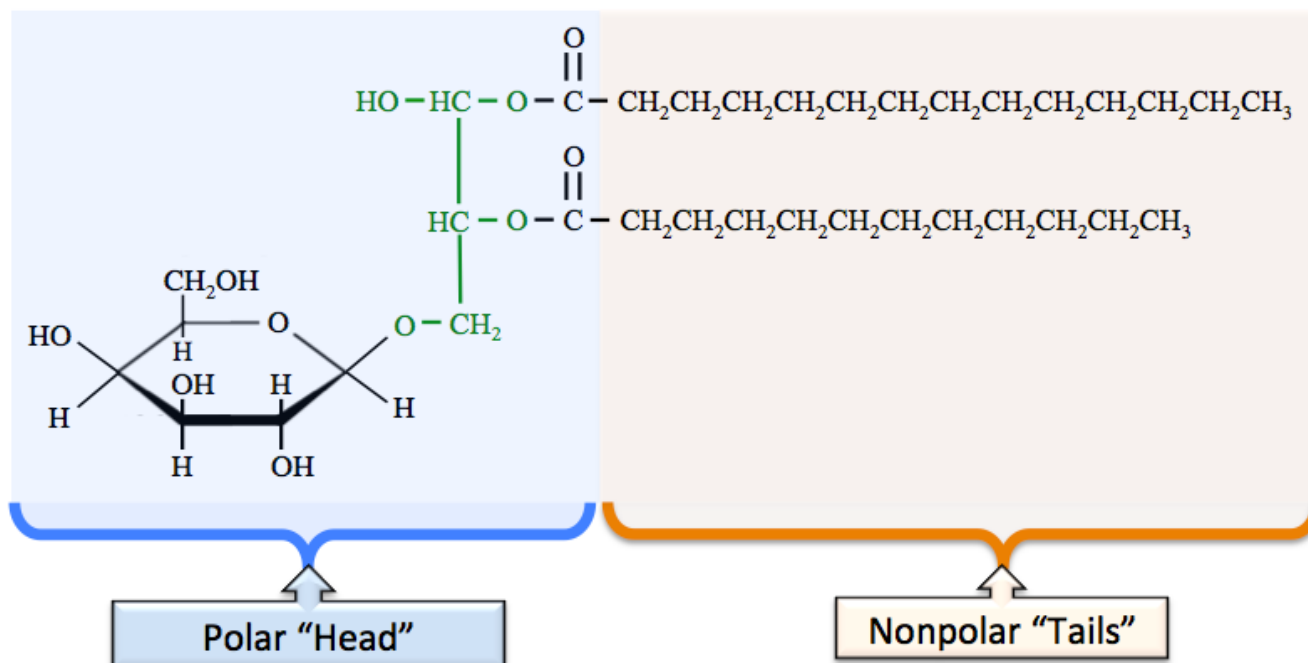 O
HO – HC – O – C – CH₂CH₂CH₂CH₂CH₂CH₂CH₂CH₂CH₂CH₂CH₂CH₂CH₃
O
HC – O – C – CH₂CH₂CH₂CH₂CH₂CH₂CH₂CH₂CH₂CH₂CH₃
CH₂OH
HO O O – CH₂
H
OH H
H H
H OH
Polar “Head” Nonpolar “Tails”